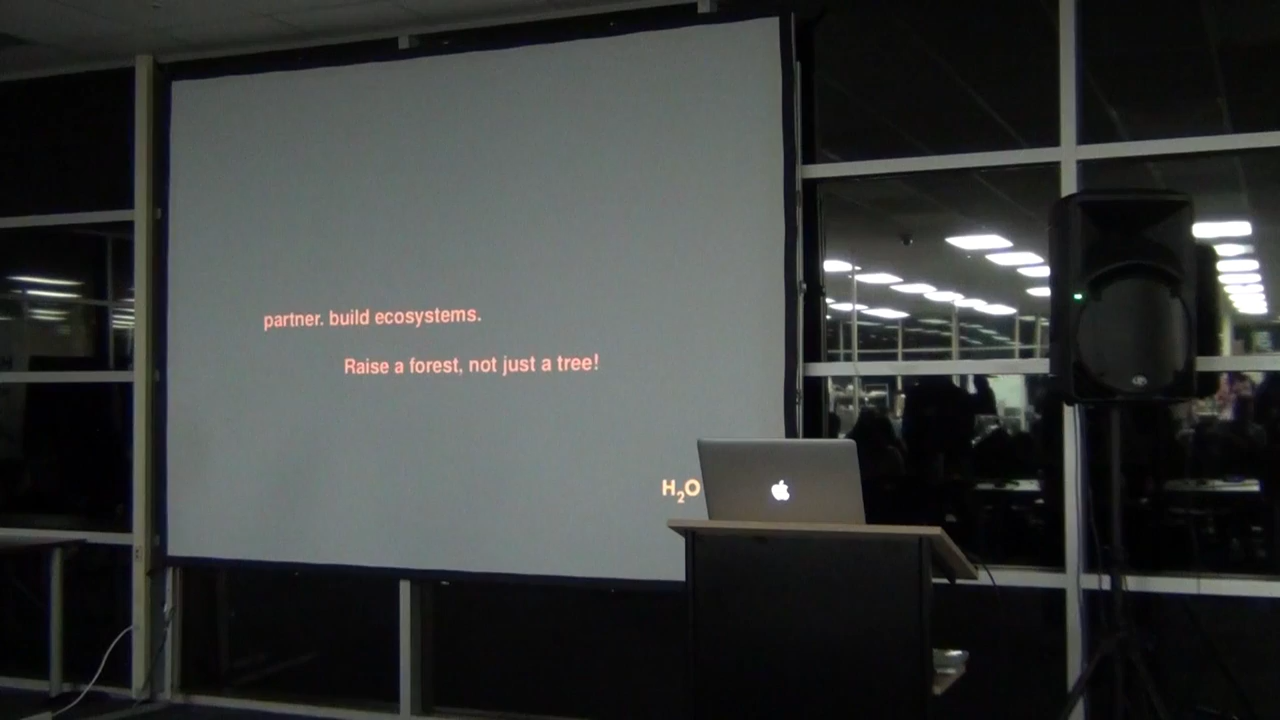 partner. build ecosystems.
Raise a forest, not just a tree!
H₂O